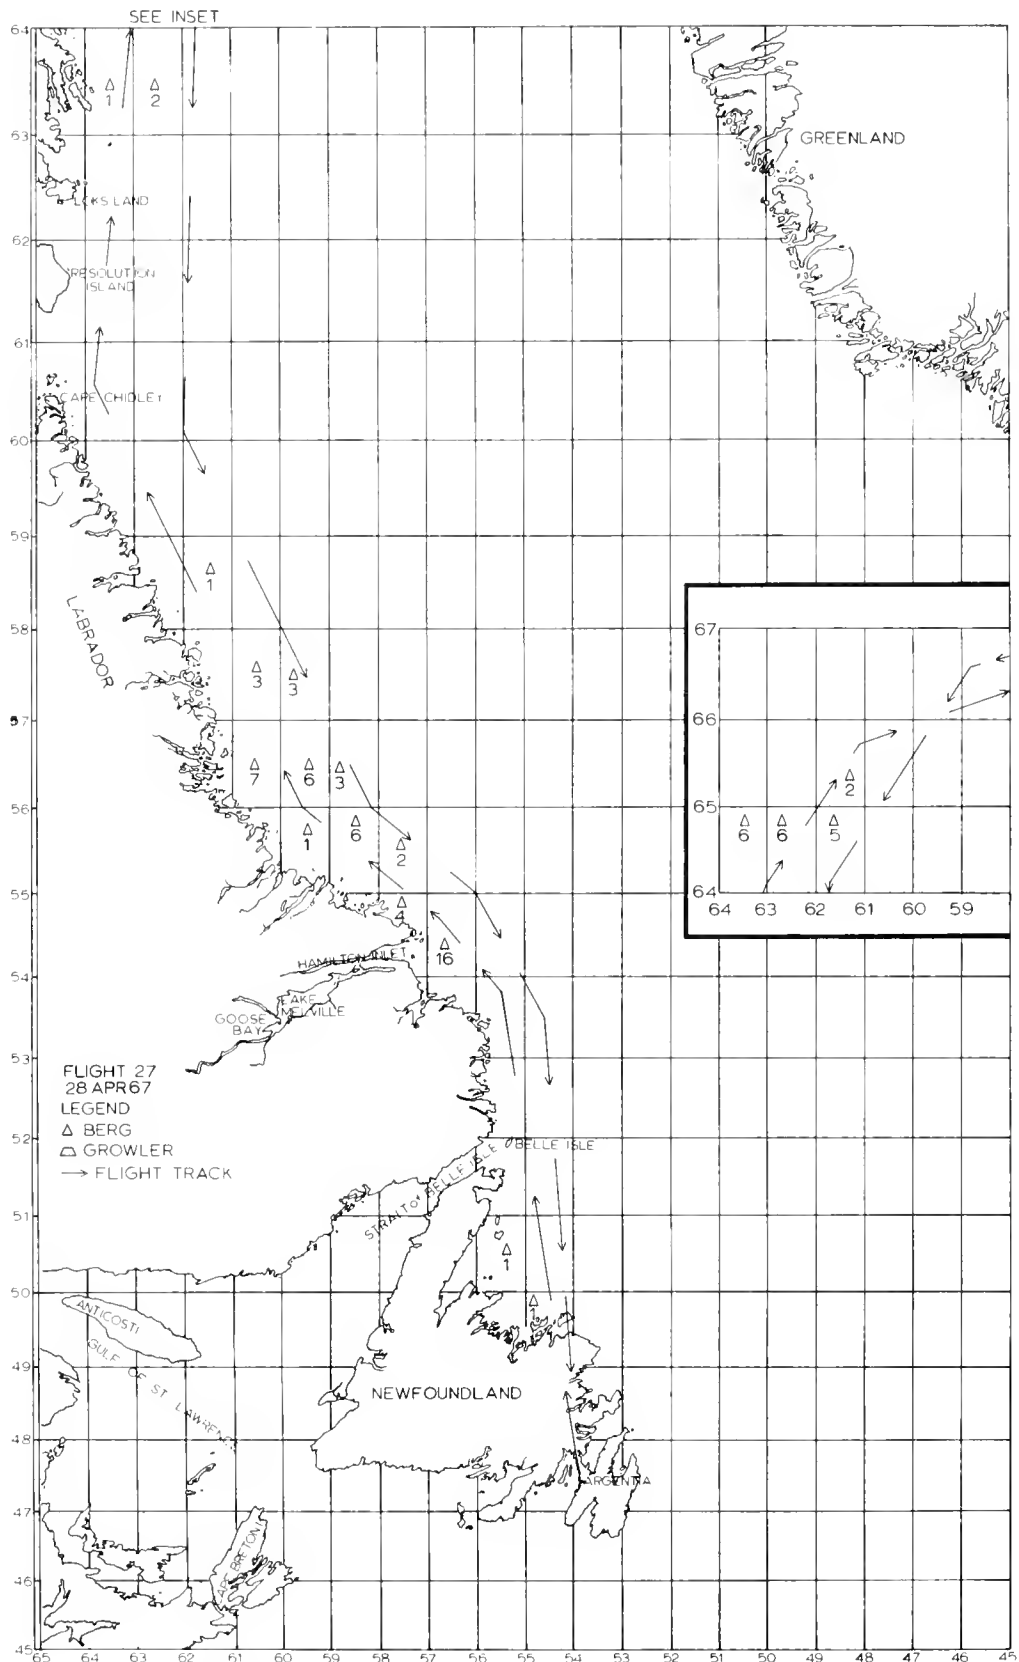 SEE INSET
64
1
2
63
GREENLAND
LOKS LAND
62
RESOLUTION
ISLAND
61
CAPE CHIDLEY
60
59
1
58
LABRADOR
3
3
57
7
6
3
56
1
6
2
55
4
16
HAMILTON INLET
54
LAKE
MELVILLE
GOOSE
BAY
53
FLIGHT 27
28 APR 67
LEGEND
BERG
GROWLER
FLIGHT TRACK
52
BELLE ISLE
STRAIT of BELLE ISLE
51
1
50
1
ANTICOSTI
GULF OF ST LAWRENCE
49
NEWFOUNDLAND
48
ARGENTIA
47
CAPE BRETON I
46
45
65 64 63 62 61 60 59 58 57 56 55 54 53 52 51 50 49 48 47 46 45
67
66
2
65
6
6
5
64
64 63 62 61 60 59